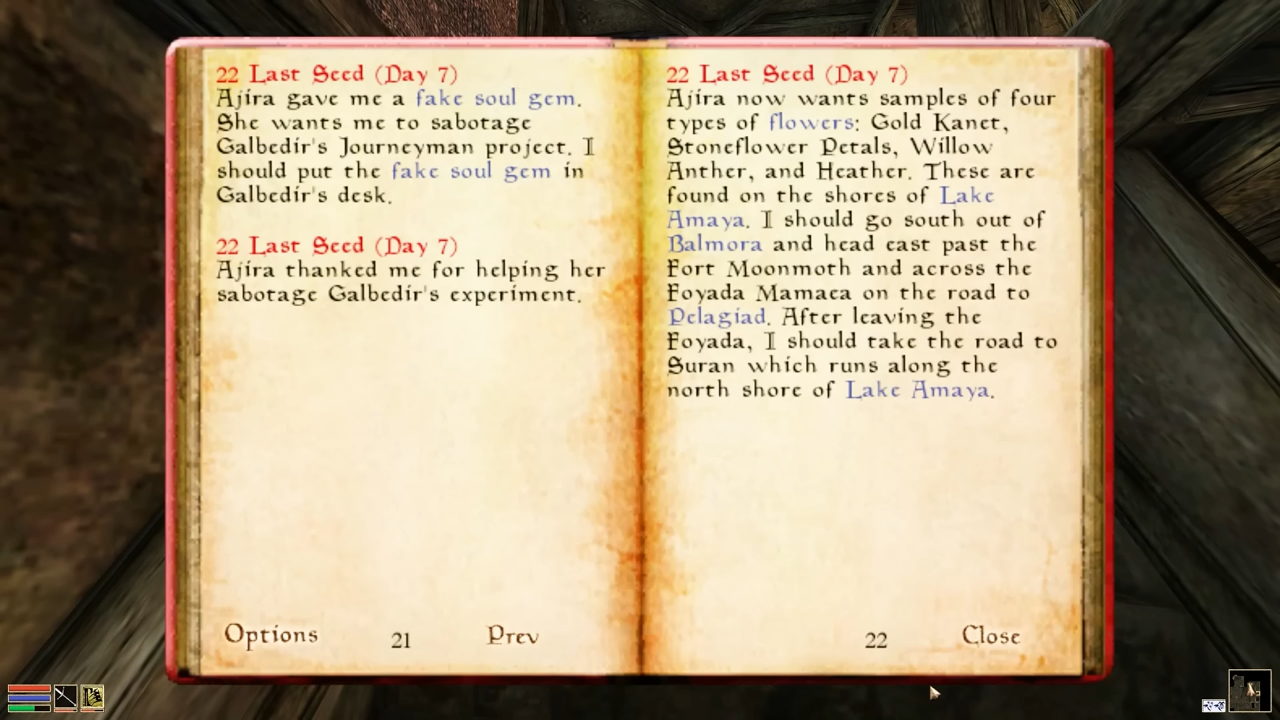 22 Last Seed (Day 7)
Ajira gave me a fake soul gem.
She wants me to sabotage
Galbedir's Journeyman project. I
should put the fake soul gem in
Galbedir's desk.
22 Last Seed (Day 7)
Ajira thanked me for helping her
sabotage Galbedir's experiment.
Options
21
Prev
22 Last Seed (Day 7)
Ajira now wants samples of four
types of flowers: Gold Kanet,
Stoneflower Petals, Willow
Anther, and Heather. These are
found on the shores of Lake
Amaya. I should go south out of
Balmora and head east past the
Fort Moonmoth and across the
Foyada Mamaea on the road to
Pelagiad. After leaving the
Foyada, I should take the road to
Suran which runs along the
north shore of Lake Amaya.
22
Close